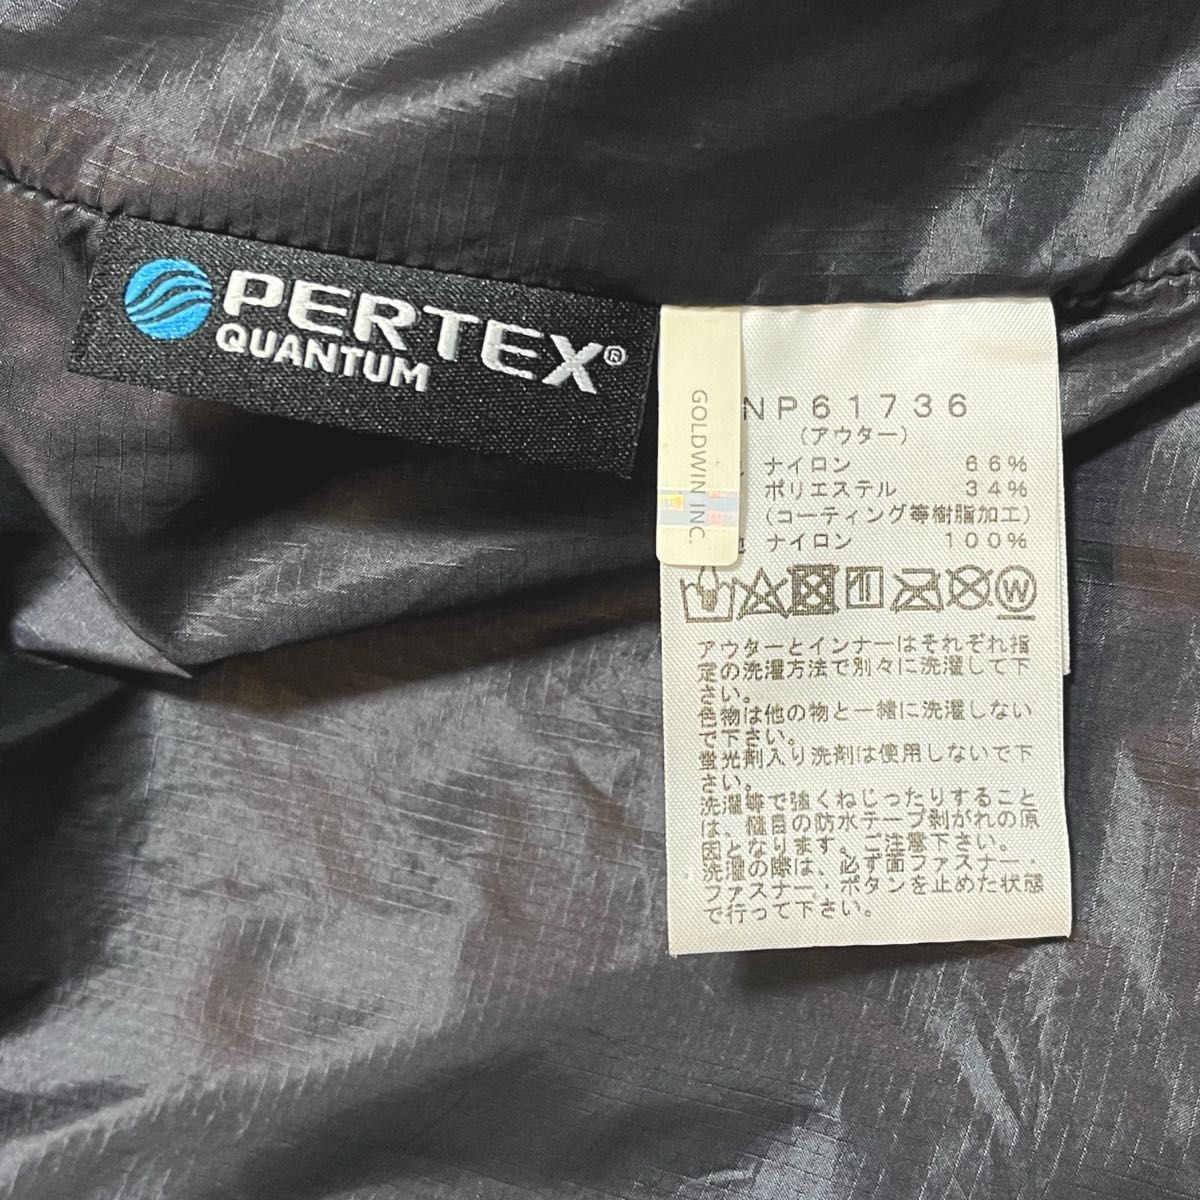 PERTEX®
QUANTUM
GOLDWIN INC.
NP61736
(アウター)
ナイロン 66%
ポリエステル 34%
(コーティング等樹脂加工)
ナイロン 100%
W
アウターとインナーはそれぞれ指
定の洗濯方法で別々に洗濯して下
さい。
色物は他の物と一緒に洗濯しない
で下さい。
蛍光剤入り洗剤は使用しないで下
さい。
洗濯等で強くねじったりすること
は、縫目の防水テープ剥がれの原
因となります。ご注意下さい。
洗濯の際は、必ず面ファスナー・
ファスナー・ボタンを止めた状態
で行って下さい。